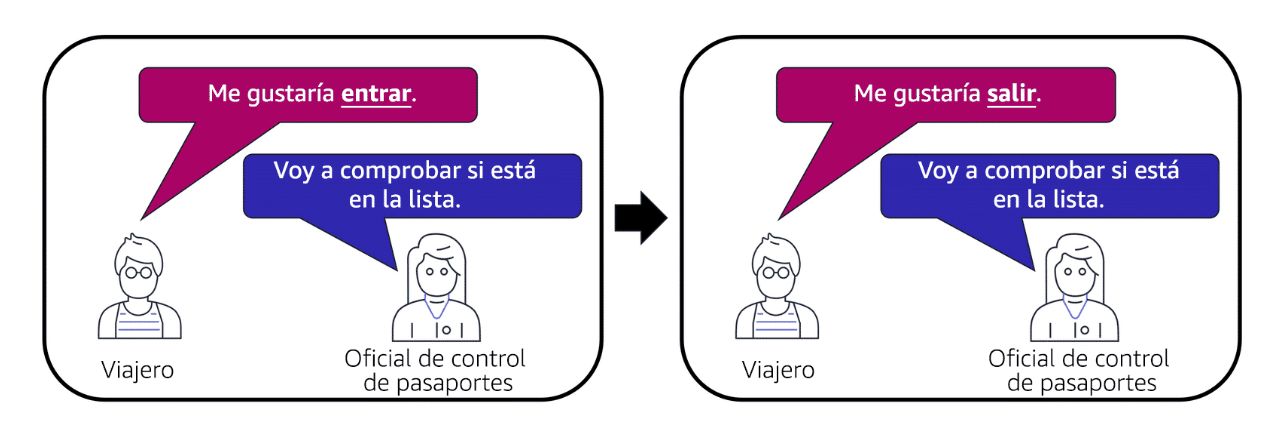 Me gustaría entrar.
Voy a comprobar si está
en la lista.
Viajero
Oficial de control
de pasaportes
Me gustaría salir.
Voy a comprobar si está
en la lista.
Viajero
Oficial de control
de pasaportes